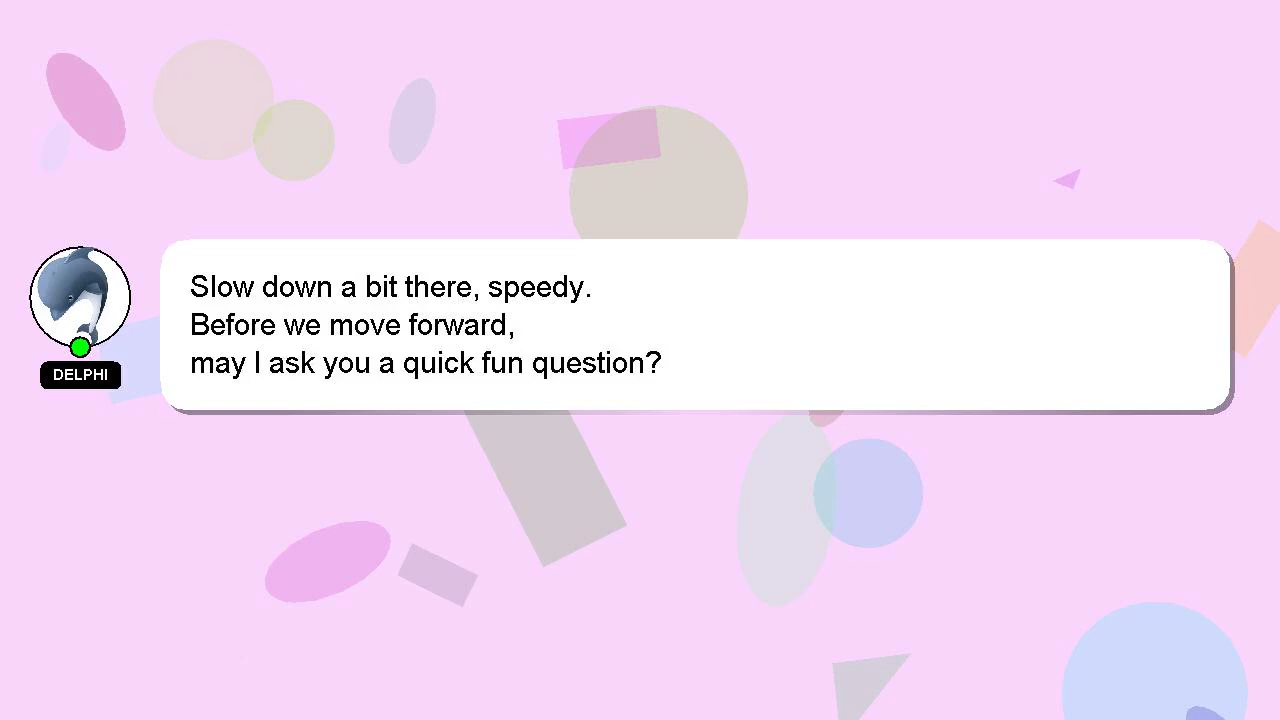 Slow down a bit there, speedy.
Before we move forward,
may I ask you a quick fun question?
DELPHI